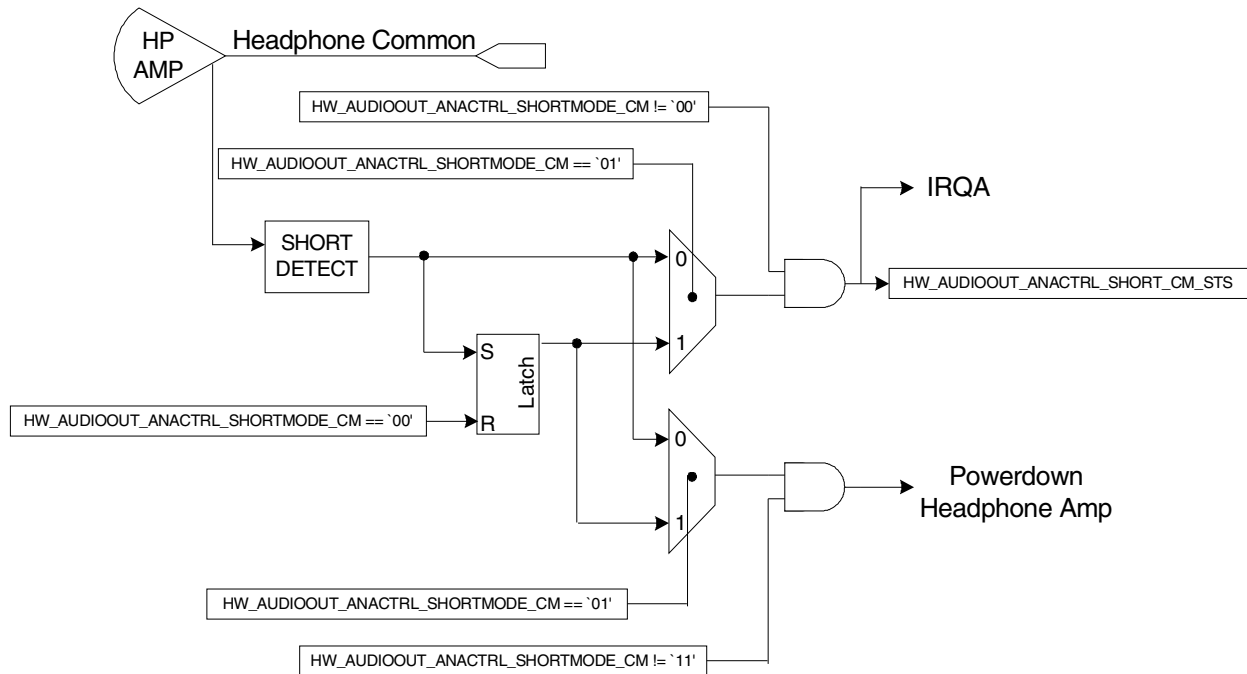 HP
AMP
Headphone Common
HW_AUDIOOUT_ANACTRL_SHORTMODE_CM != `00'
HW_AUDIOOUT_ANACTRL_SHORTMODE_CM == `01'
IRQA
SHORT
DETECT
0
1
HW_AUDIOOUT_ANACTRL_SHORT_CM_STS
S
R
Latch
HW_AUDIOOUT_ANACTRL_SHORTMODE_CM == `00'
0
1
Powerdown
Headphone Amp
HW_AUDIOOUT_ANACTRL_SHORTMODE_CM == `01'
HW_AUDIOOUT_ANACTRL_SHORTMODE_CM != `11'